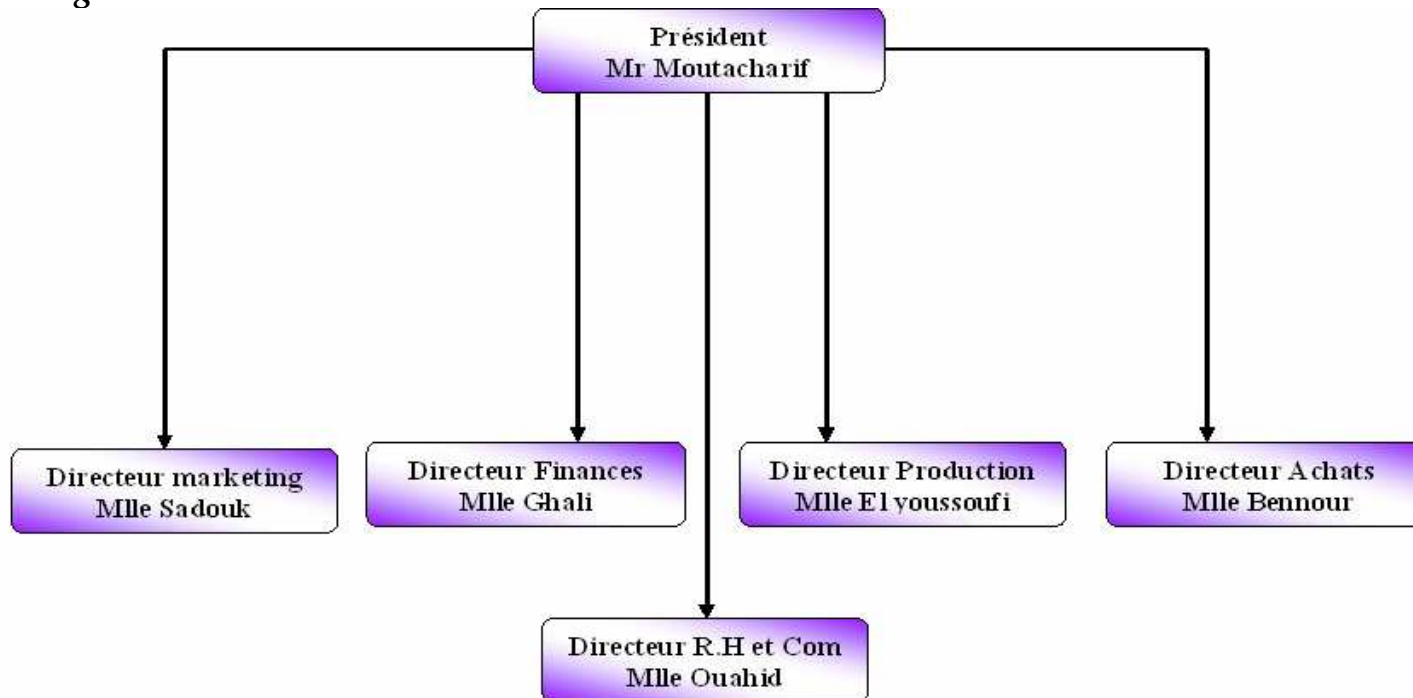 Président
Mr Moutacharif
Directeur marketing
Mlle Sadouk
Directeur Finances
Mlle Ghali
Directeur Production
Mlle El youssoufi
Directeur Achats
Mlle Bennour
Directeur R.H et Com
Mlle Ouahid